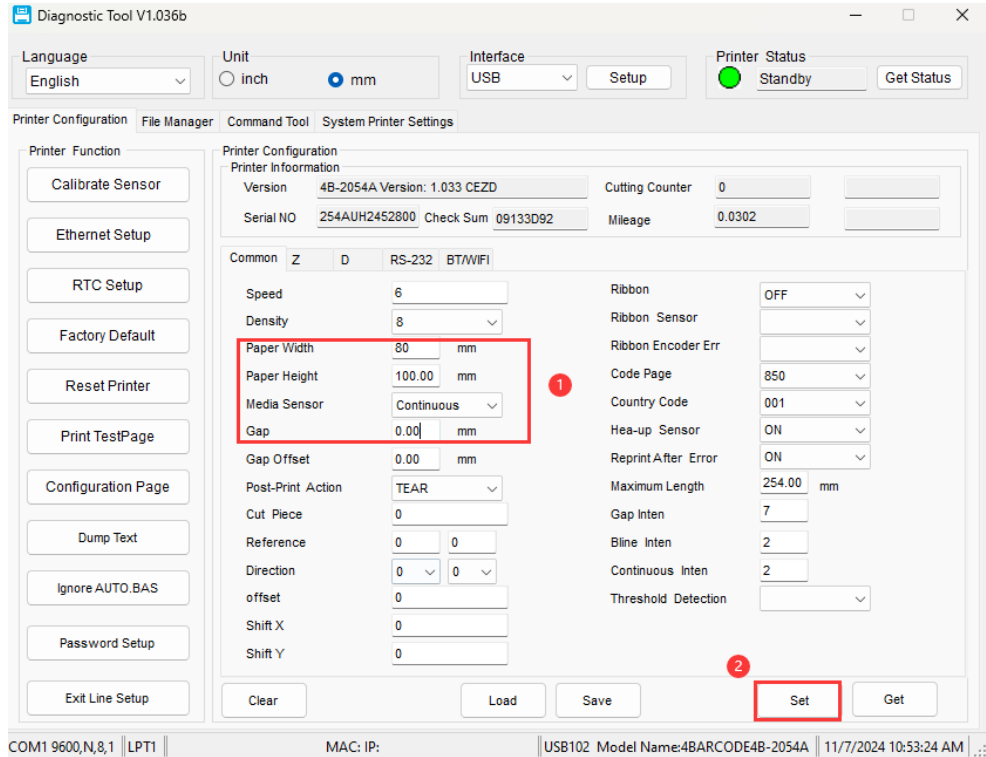 Diagnostic Tool V1.036b
Language
English
Unit
inch
mm
Interface
USB
Setup
Printer Status
Standby
Get Status
Printer Configuration File Manager Command Tool System Printer Settings
Printer Function
Calibrate Sensor
Ethernet Setup
RTC Setup
Factory Default
Reset Printer
Print TestPage
Configuration Page
Dump Text
Ignore AUTO.BAS
Password Setup
Exit Line Setup
Printer Configuration
Printer Infoormation
Version 4B-2054A Version: 1.033 CEZD Cutting Counter 0
Serial NO 254AUH2452800 Check Sum 09133D92 Mileage 0.0302
Common Z D RS-232 BT/WIFI
Speed 6
Density 8
Paper Width 80 mm
Paper Height 100.00 mm
Media Sensor Continuous
Gap 0.00 mm
Gap Offset 0.00 mm
Post-Print Action TEAR
Cut Piece 0
Reference 0 0
Direction 0 0
offset 0
Shift X 0
Shift Y 0
1
Ribbon OFF
Ribbon Sensor
Ribbon Encoder Err
Code Page 850
Country Code 001
Hea-up Sensor ON
Reprint After Error ON
Maximum Length 254.00 mm
Gap Inten 7
Bline Inten 2
Continuous Inten 2
Threshold Detection
2
Clear Load Save Set Get
COM1 9600,N,8,1 LPT1 MAC: IP: USB102 Model Name:4BARCODE4B-2054A 11/7/2024 10:53:24 AM